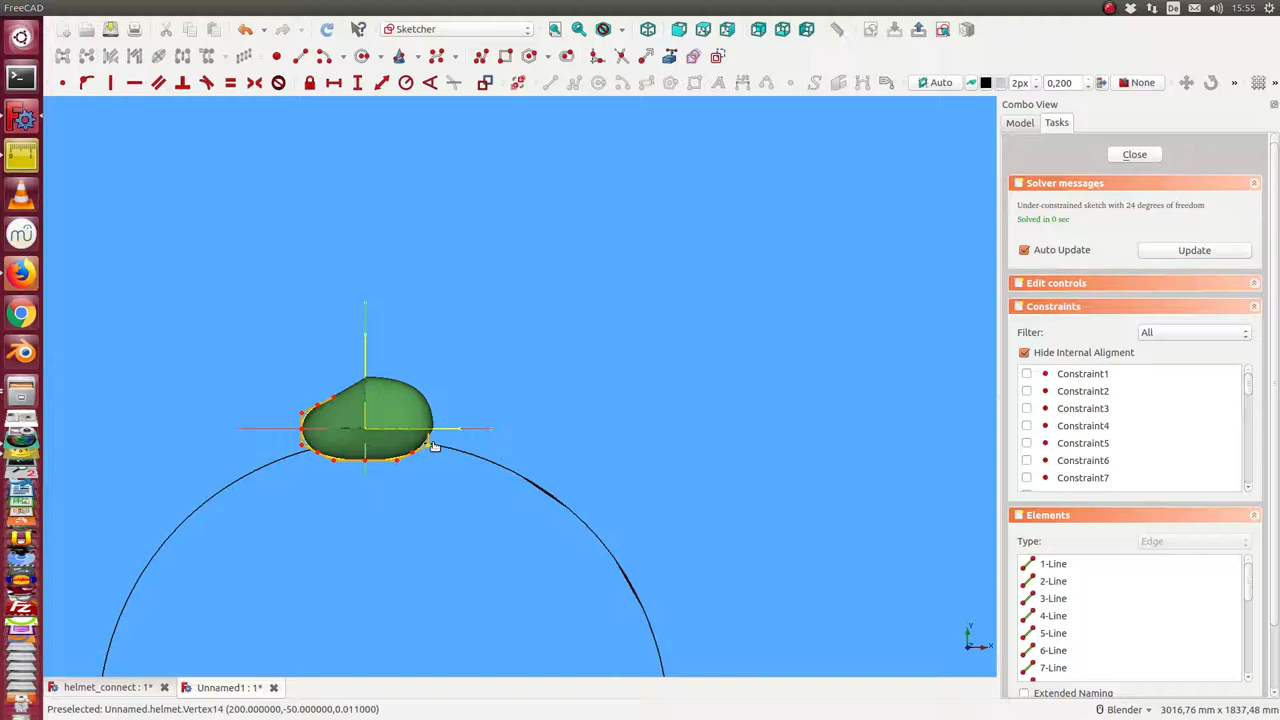 FreeCAD
De
15:55
Sketcher
Auto
2px
0,200
None
»
»
Combo View
Model
Tasks
Close
Solver messages
Under-constrained sketch with 24 degrees of freedom
Solved in 0 sec
Auto Update
Update
Edit controls
Constraints
Filter:
All
Hide Internal Aligment
Constraint1
Constraint2
Constraint3
Constraint4
Constraint5
Constraint6
Constraint7
Elements
Type:
Edge
1-Line
2-Line
3-Line
4-Line
5-Line
6-Line
7-Line
Extended Naming
Y
X
helmet_connect : 1*
Unnamed1 : 1*
Preselected: Unnamed.helmet.Vertex14 (200.000000,-50.000000,0.011000)
Blender
3016,76 mm x 1837,48 mm